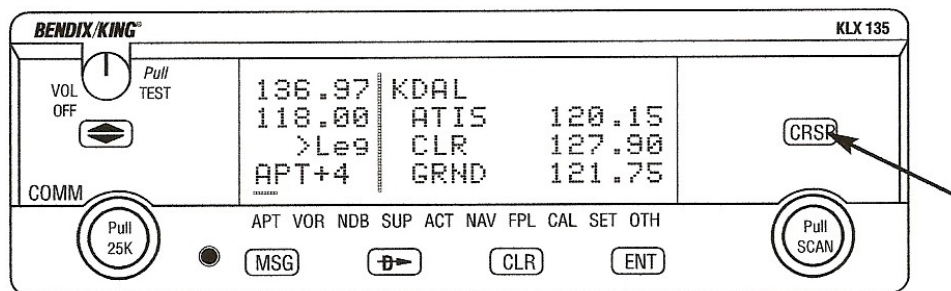 BENDIX/KING®
KLX 135
VOL
OFF
Pull
TEST
COMM
Pull
25K
136.97
118.00
>Leg
APT+4
KDAL
ATIS 120.15
CLR 127.90
GRND 121.75
CRSR
Pull
SCAN
APT VOR NDB SUP ACT NAV FPL CAL SET OTH
MSG
D
CLR
ENT